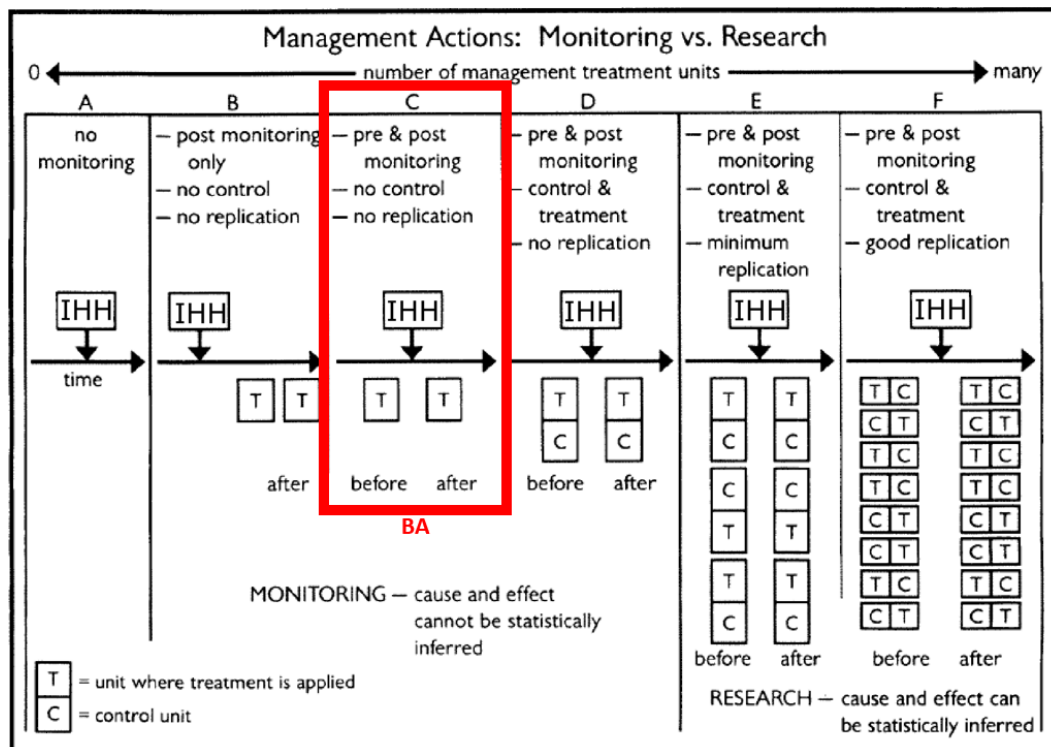 Management Actions: Monitoring vs. Research
0 number of management treatment units many
A
no
monitoring
IHH
time
B
– post monitoring
only
– no control
– no replication
IHH
T T
after
C
– pre & post
monitoring
– no control
– no replication
IHH
T T
before after
BA
D
– pre & post
monitoring
– control &
treatment
– no replication
IHH
T T
C C
before after
E
– pre & post
monitoring
– control &
treatment
– minimum
replication
IHH
T T
C C
C C
T T
T T
C C
before after
F
– pre & post
monitoring
– control &
treatment
– good replication
IHH
T C T C
C T C T
T C T C
T C T C
C T C T
C T C T
T C T C
C T C T
before after
MONITORING – cause and effect
cannot be statistically
inferred
T = unit where treatment is applied
C = control unit
RESEARCH – cause and effect can
be statistically inferred